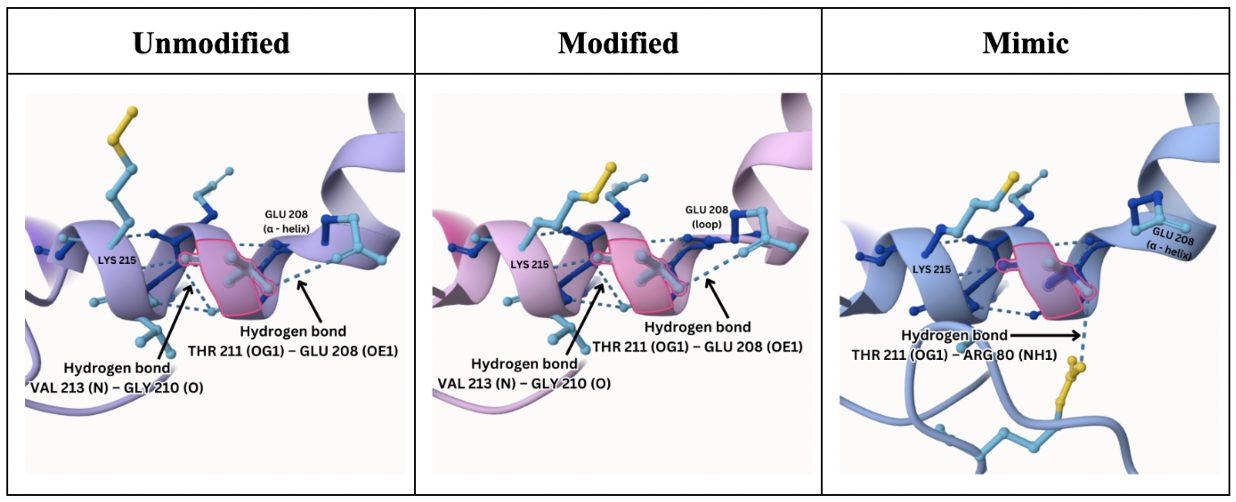 Unmodified
Modified
Mimic
GLU 208
(α - helix)
LYS 215
Hydrogen bond
THR 211 (OG1) – GLU 208 (OE1)
Hydrogen bond
VAL 213 (N) – GLY 210 (O)
GLU 208
(loop)
LYS 215
Hydrogen bond
THR 211 (OG1) – GLU 208 (OE1)
Hydrogen bond
VAL 213 (N) – GLY 210 (O)
GLU 208
(α - helix)
LYS 215
Hydrogen bond
THR 211 (OG1) – ARG 80 (NH1)